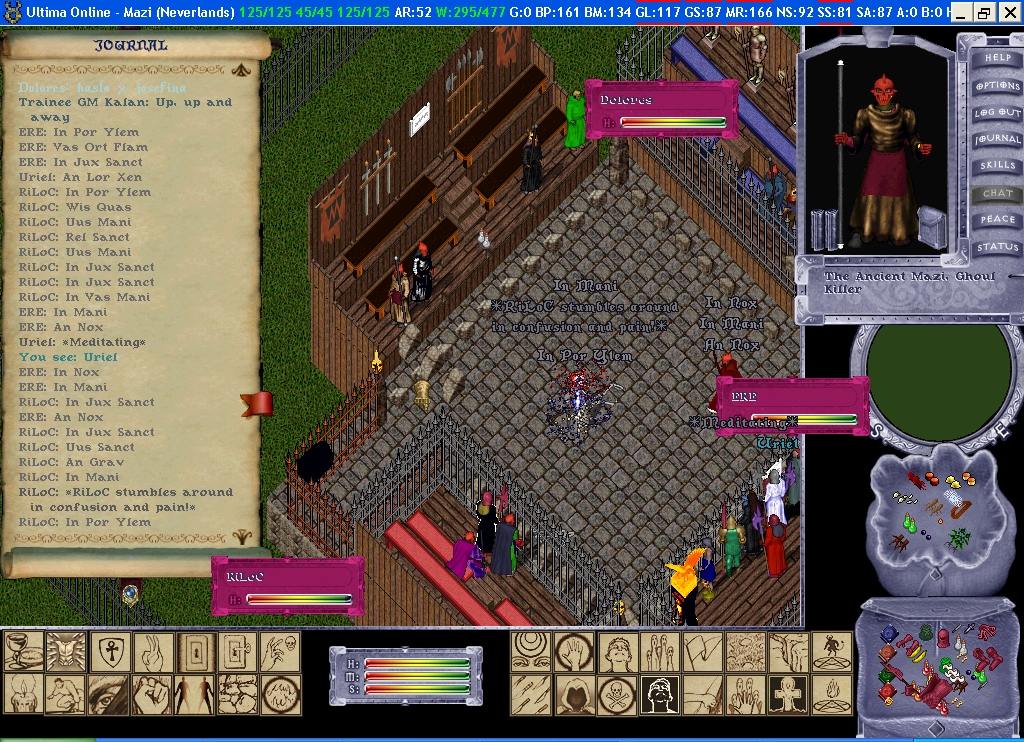 Ultima Online - Mazi (Neverlands) 125/125 45/45 125/125 AR:52 W:295/477 G:0 BP:161 BM:134 GL:117 GS:87 MR:166 NS:92 SS:81 SA:87 A:0 B:0
JOURNAL
Trainee GM Kalan: Up, up and
away
ERE: In Por Ylem
ERE: Vas Ort Flam
ERE: In Jux Sanct
Uriel: An Lor Xen
RiLoC: In Por Ylem
RiLoC: Wis Quas
RiLoC: Uus Mani
RiLoC: Rel Sanct
RiLoC: Uus Mani
RiLoC: In Jux Sanct
RiLoC: In Jux Sanct
RiLoC: In Vas Mani
ERE: In Mani
ERE: An Nox
Uriel: *Meditating*
You see: Uriel
ERE: In Nox
ERE: In Mani
RiLoC: In Jux Sanct
ERE: An Nox
RiLoC: In Jux Sanct
RiLoC: Uus Sanct
RiLoC: An Grav
RiLoC: In Mani
RiLoC: *RiLoC stumbles around
in confusion and pain!*
RiLoC: In Por Ylem
Dolores
H:
In Mani
*RiLoC stumbles around
in confusion and pain!*
In Por Ylem
In Nox
In Mani
An Nox
ERE
*Meditating*
Uriel
RiLoC
H:
HELP
OPTIONS
LOG OUT
JOURNAL
SKILLS
CHAT
PEACE
STATUS
The Ancient Mazi, Ghoul
Killer
S
E
H:
M:
S: